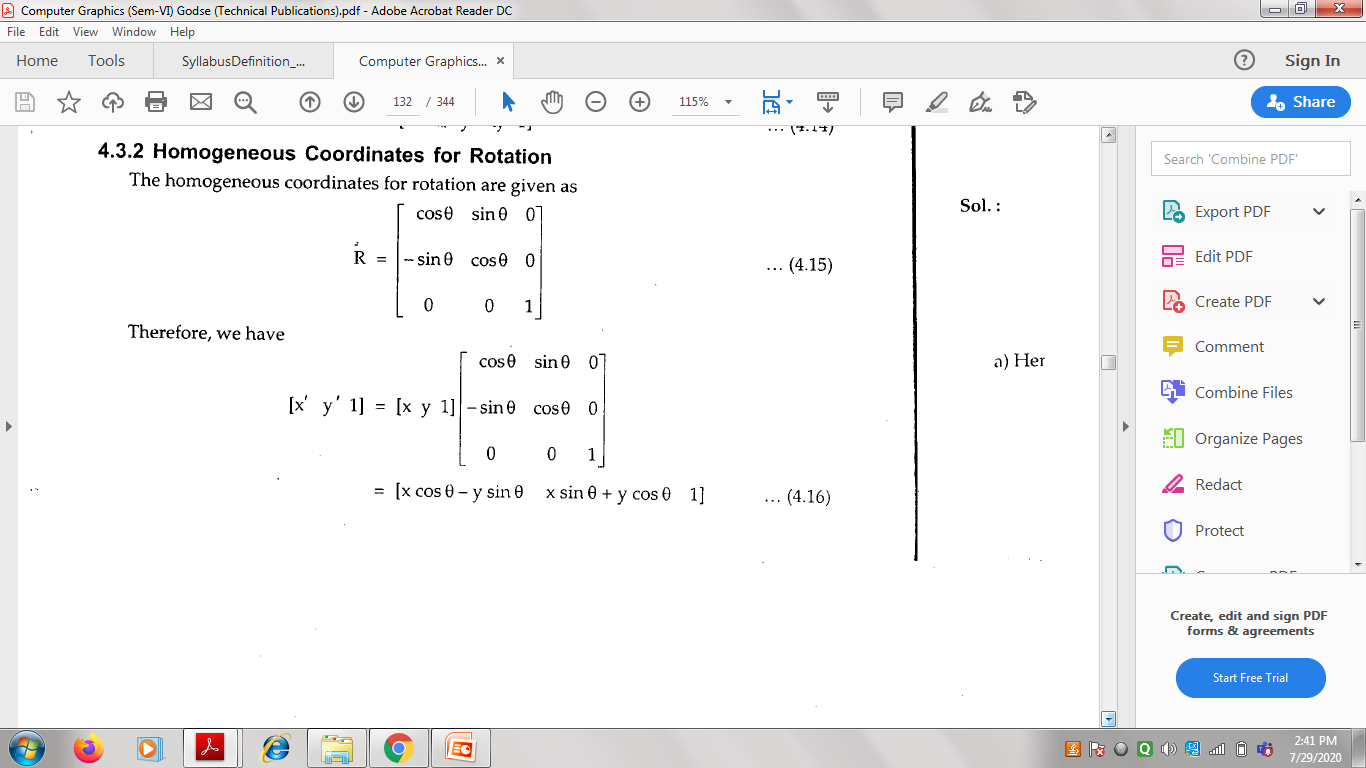 Computer Graphics (Sem-VI) Godse (Technical Publications).pdf - Adobe Acrobat Reader DC
File Edit View Window Help
Home Tools SyllabusDefinition_... Computer Graphics... × ? Sign In
132 / 344 115% Share
... (4.14)
4.3.2 Homogeneous Coordinates for Rotation
The homogeneous coordinates for rotation are given as
cosθ sinθ 0
R = −sinθ cosθ 0 ... (4.15)
0 0 1
Therefore, we have
cosθ sinθ 0
[x′ y′ 1] = [x y 1] −sinθ cosθ 0
0 0 1
= [x cosθ − y sinθ x sinθ + y cosθ 1] ... (4.16)
Sol. :
a) Her
Search 'Combine PDF'
Export PDF
Edit PDF
Create PDF
Comment
Combine Files
Organize Pages
Redact
Protect
Create, edit and sign PDF
forms & agreements
Start Free Trial
2:41 PM
7/29/2020